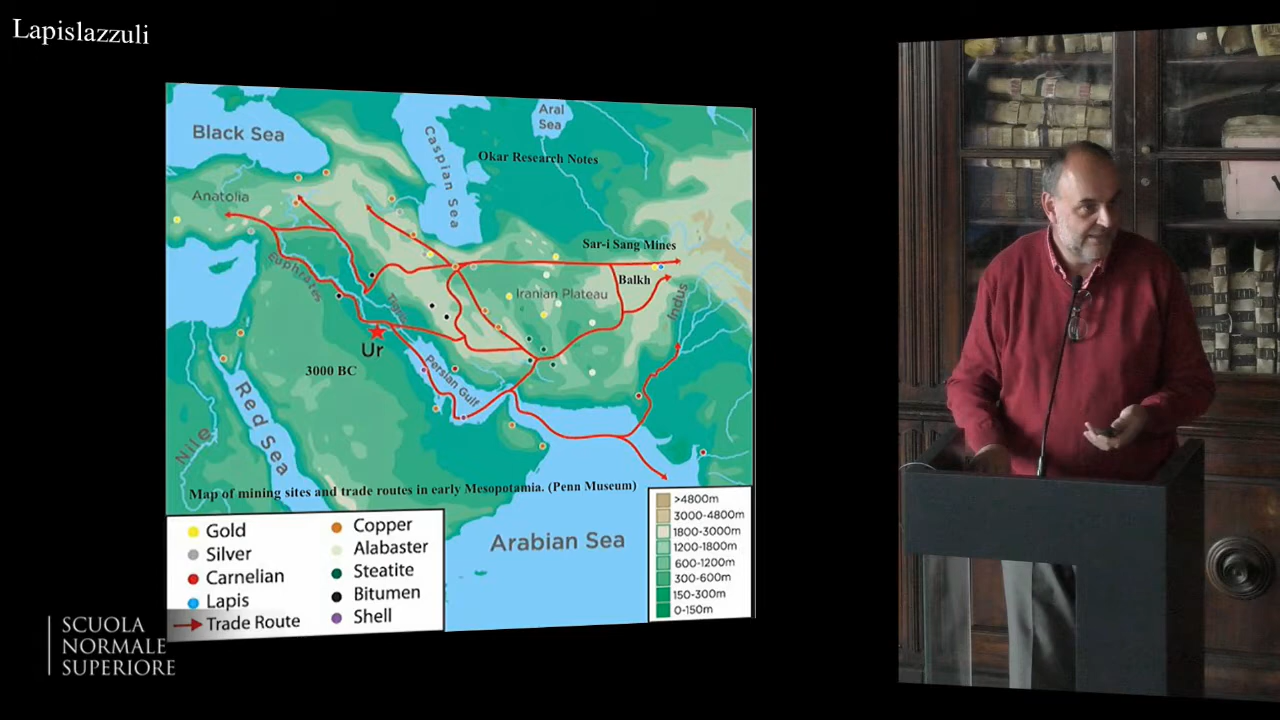 Lapislazzuli
Black Sea
Caspian Sea
Aral
Sea
Okar Research Notes
Anatolia
Sar-i Sang Mines
Balkh
Euphrates
Tigris
Iranian Plateau
Indus
Ur
3000 BC
Persian Gulf
Red Sea
Nile
Map of mining sites and trade routes in early Mesopotamia. (Penn Museum)
Arabian Sea
Gold
Silver
Carnelian
Lapis
Trade Route
Copper
Alabaster
Steatite
Bitumen
Shell
>4800m
3000-4800m
1800-3000m
1200-1800m
600-1200m
300-600m
150-300m
0-150m
SCUOLA
NORMALE
SUPERIORE